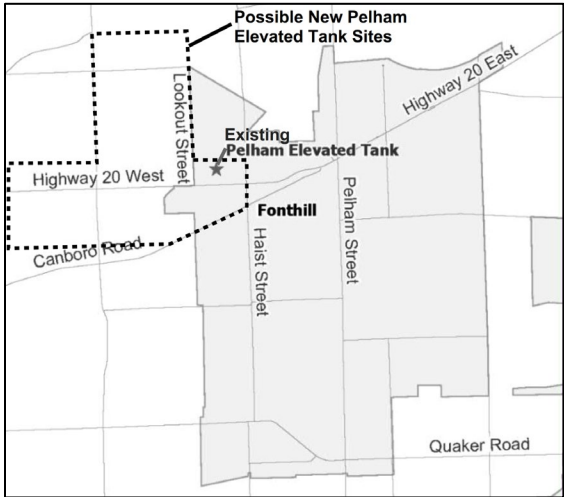 Possible New Pelham
Elevated Tank Sites
Highway 20 East
Lookout Street
Existing
Pelham Elevated Tank
Highway 20 West
Pelham Street
Fonthill
Haist Street
Canboro Road
Quaker Road